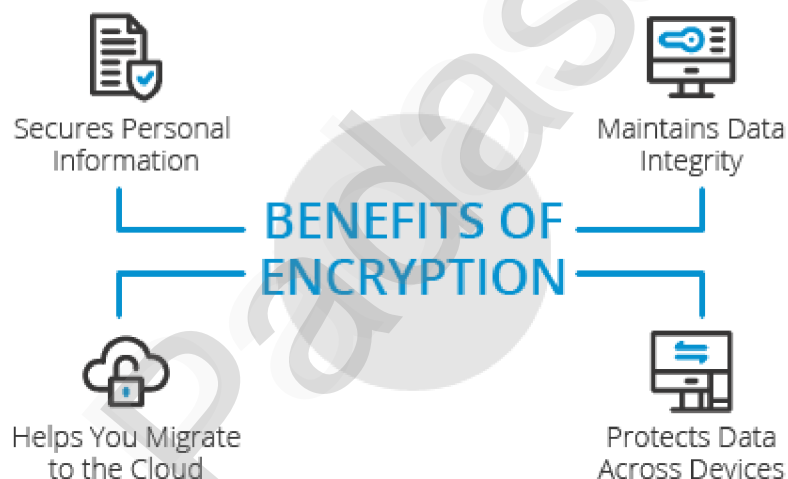 Secures Personal
Information
Maintains Data
Integrity
BENEFITS OF
ENCRYPTION
Helps You Migrate
to the Cloud
Protects Data
Across Devices